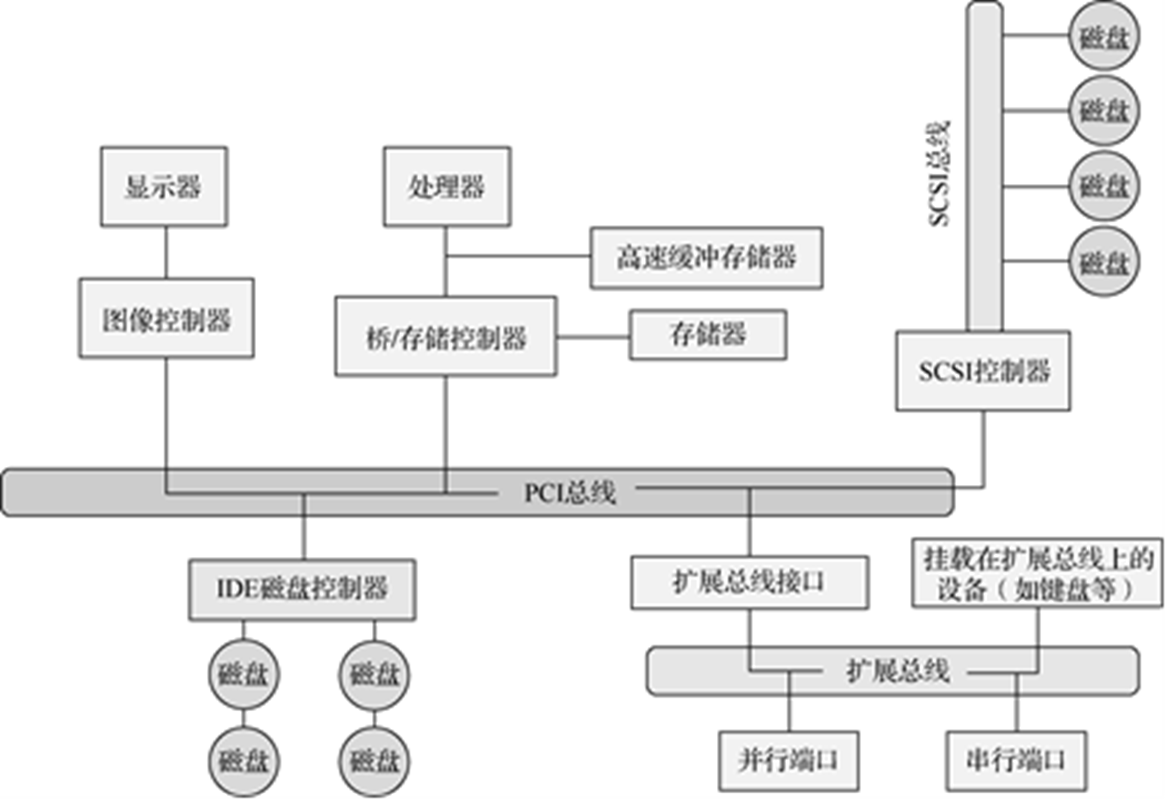 磁盘
磁盘
磁盘
磁盘
SCSI总线
显示器
处理器
高速缓冲存储器
图像控制器
桥/存储控制器
存储器
SCSI控制器
PCI总线
IDE磁盘控制器
扩展总线接口
挂载在扩展总线上的
设备（如键盘等）
磁盘
磁盘
扩展总线
磁盘
磁盘
并行端口
串行端口